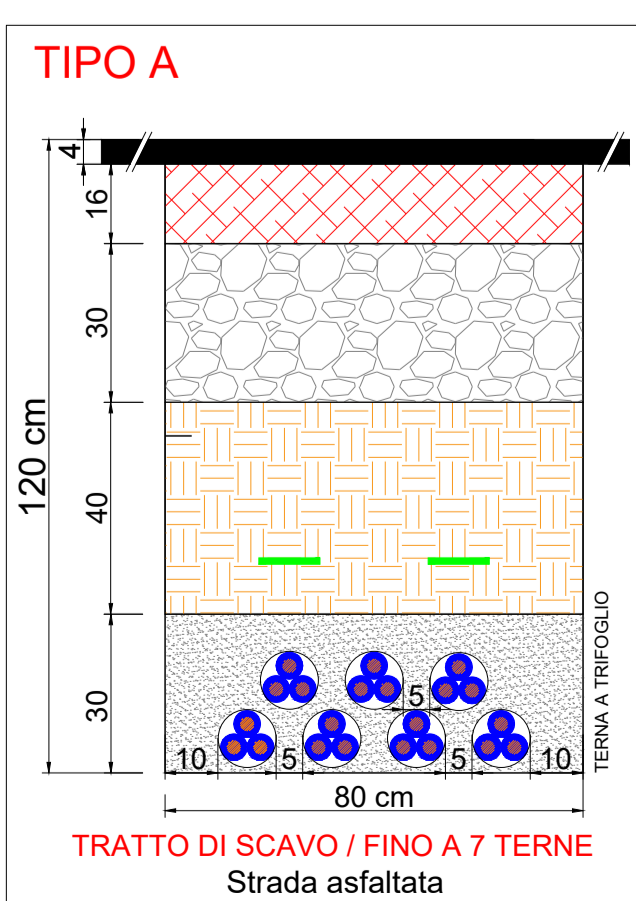 TIPO A
4
16
30
40
30
120 cm
5
10
5
5
10
80 cm
TERNA A TRIFOGLIO
TRATTO DI SCAVO / FINO A 7 TERNE
Strada asfaltata